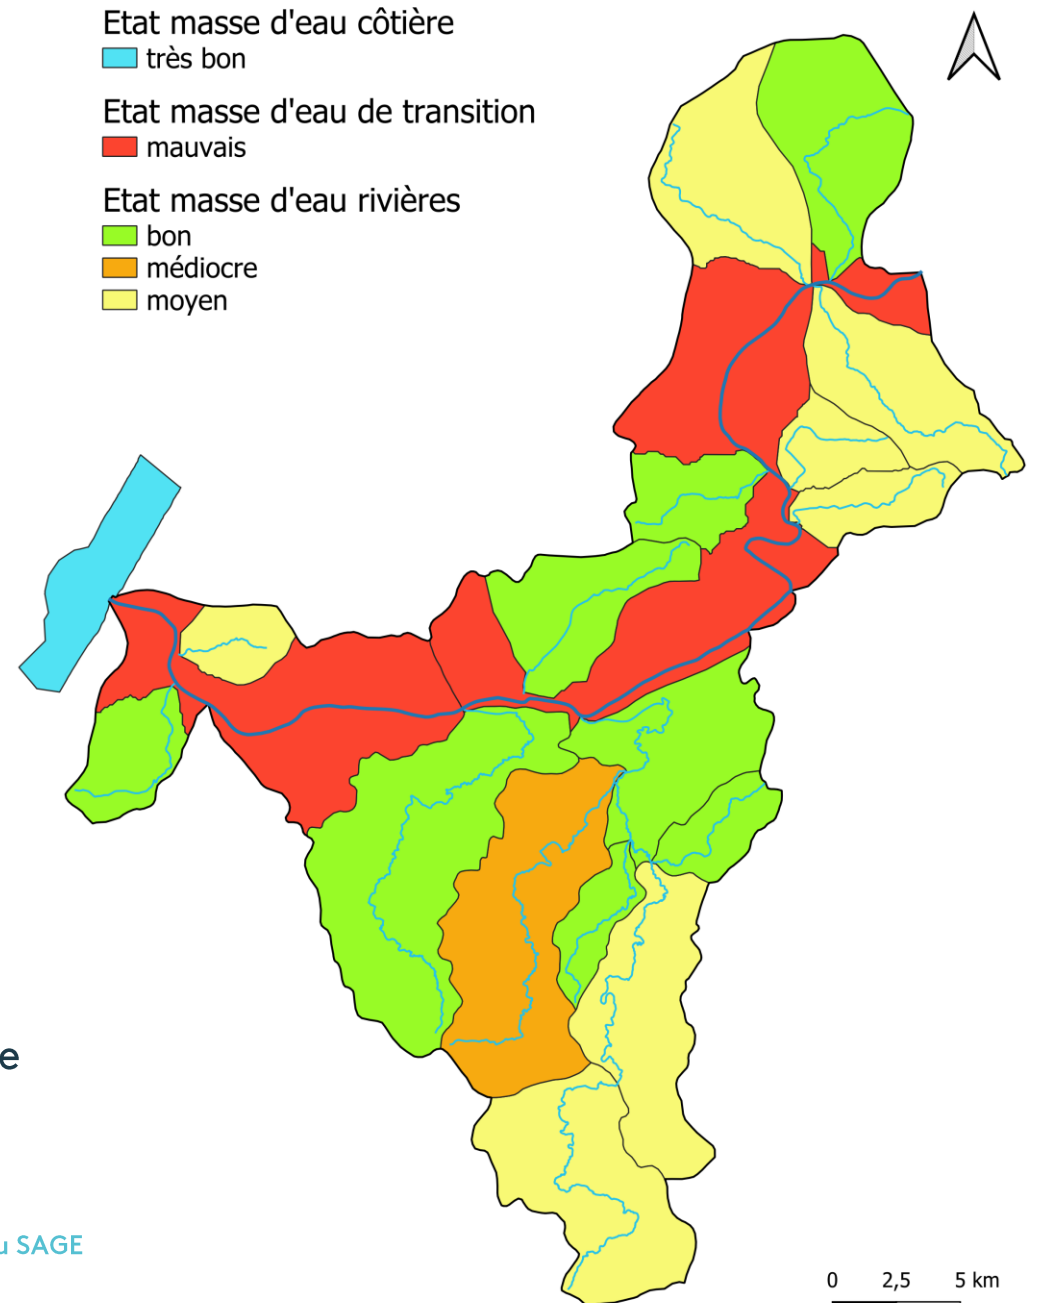 Etat masse d'eau côtière
très bon
Etat masse d'eau de transition
mauvais
Etat masse d'eau rivières
bon
médiocre
moyen
e
u SAGE
0 2,5 5 km